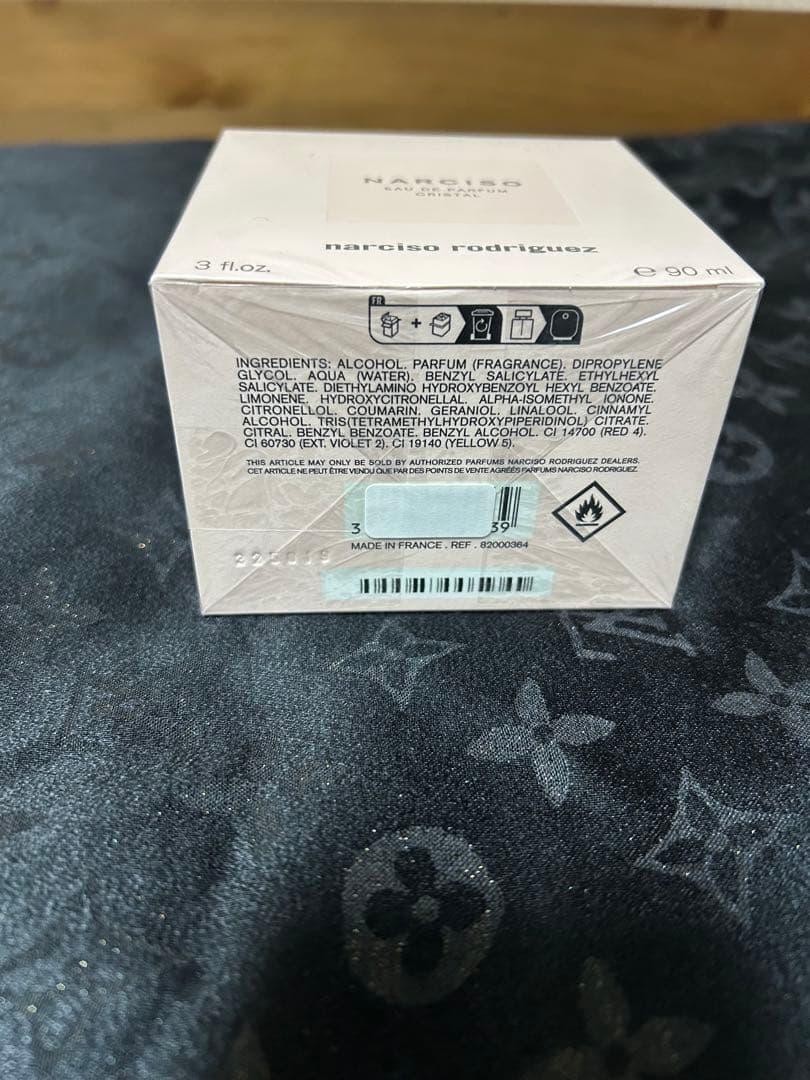 NARCISO
EAU DE PARFUM
CRISTAL
narciso rodriguez
3 fl.oz.
e 90 ml
FR
+
INGREDIENTS: ALCOHOL. PARFUM (FRAGRANCE). DIPROPYLENE
GLYCOL. AQUA (WATER). BENZYL SALICYLATE. ETHYLHEXYL
SALICYLATE. DIETHYLAMINO HYDROXYBENZOYL HEXYL BENZOATE.
LIMONENE. HYDROXYCITRONELLAL. ALPHA-ISOMETHYL IONONE.
CITRONELLOL. COUMARIN. GERANIOL. LINALOOL. CINNAMYL
ALCOHOL. TRIS(TETRAMETHYLHYDROXYPIPERIDINOL) CITRATE.
CITRAL. BENZYL BENZOATE. BENZYL ALCOHOL. CI 14700 (RED 4).
CI 60730 (EXT. VIOLET 2). CI 19140 (YELLOW 5).
THIS ARTICLE MAY ONLY BE SOLD BY AUTHORIZED PARFUMS NARCISO RODRIGUEZ DEALERS.
CET ARTICLE NE PEUT ÊTRE VENDU QUE PAR DES POINTS DE VENTE AGRÉÉS PARFUMS NARCISO RODRIGUEZ.
3 39
MADE IN FRANCE . REF . 82000364